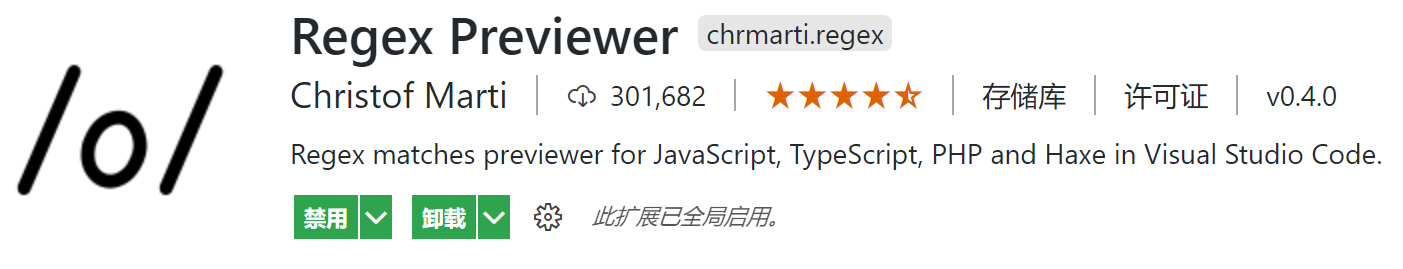 /o/
Regex Previewer chrmarti.regex
Christof Marti 301,682 存储库 许可证 v0.4.0
Regex matches previewer for JavaScript, TypeScript, PHP and Haxe in Visual Studio Code.
禁用 卸载 此扩展已全局启用。